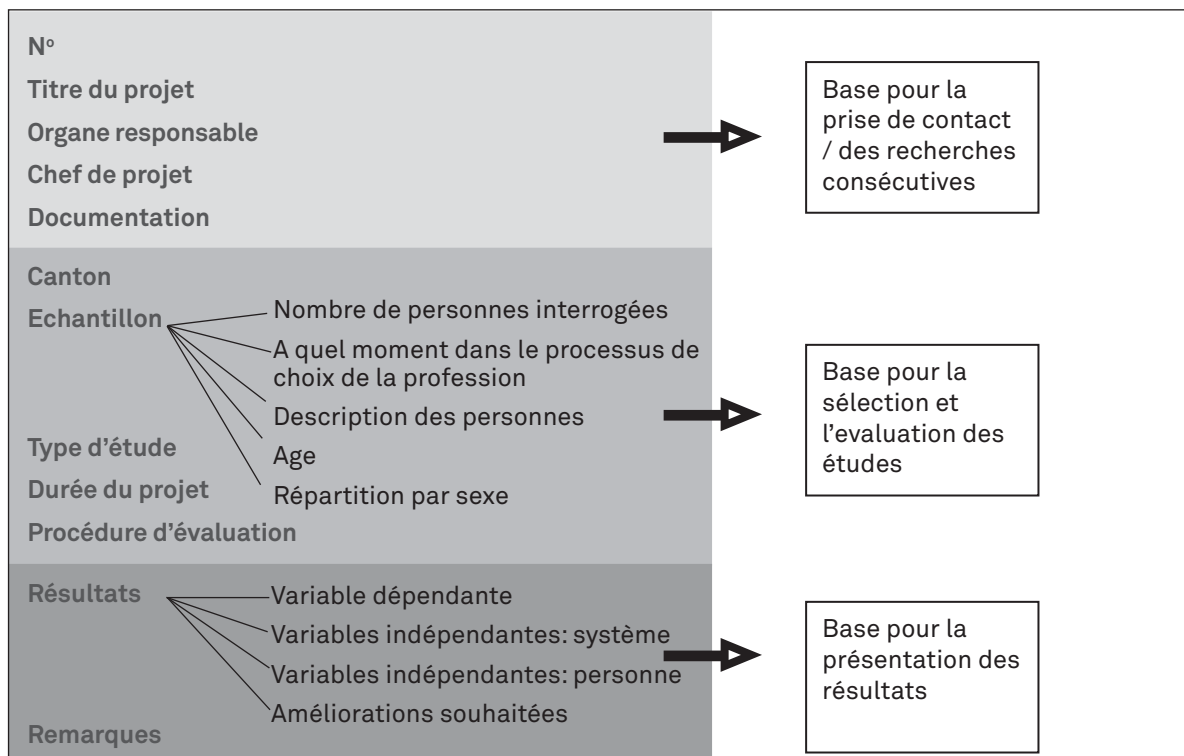 Nº
Titre du projet
Organe responsable
Chef de projet
Documentation
Base pour la
prise de contact
/ des recherches
consécutives
Canton
Echantillon
Nombre de personnes interrogées
A quel moment dans le processus de
choix de la profession
Description des personnes
Age
Répartition par sexe
Type d’étude
Durée du projet
Procédure d’évaluation
Base pour la
sélection et
l’evaluation des
études
Résultats
Variable dépendante
Variables indépendantes: système
Variables indépendantes: personne
Améliorations souhaitées
Remarques
Base pour la
présentation des
résultats